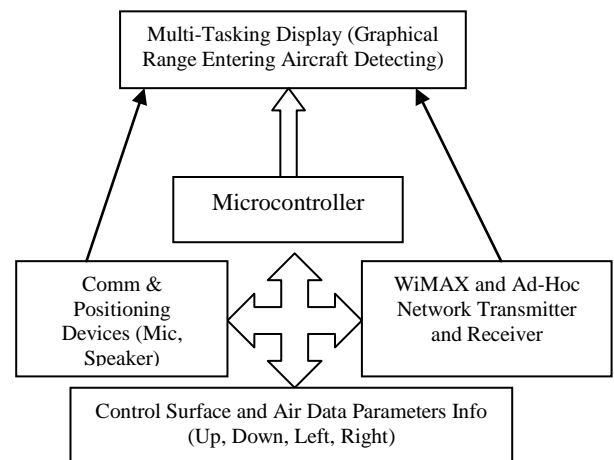 Multi-Tasking Display (Graphical
Range Entering Aircraft Detecting)
Microcontroller
Comm &
Positioning
Devices (Mic,
Speaker)
WiMAX and Ad-Hoc
Network Transmitter
and Receiver
Control Surface and Air Data Parameters Info
(Up, Down, Left, Right)